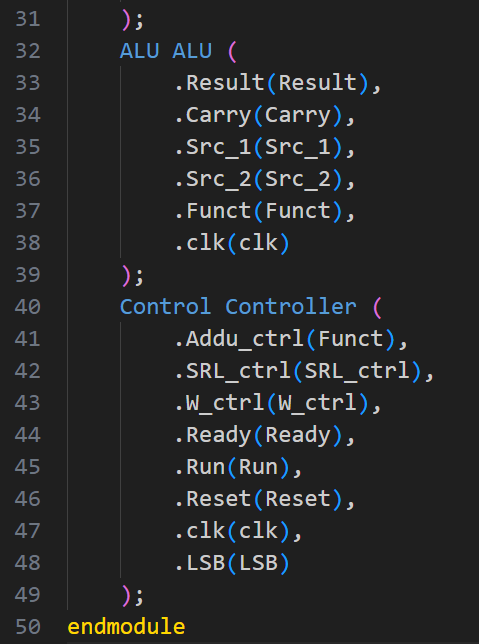 31 );
32 ALU ALU (
33 .Result(Result),
34 .Carry(Carry),
35 .Src_1(Src_1),
36 .Src_2(Src_2),
37 .Funct(Funct),
38 .clk(clk)
39 );
40 Control Controller (
41 .Addu_ctrl(Funct),
42 .SRL_ctrl(SRL_ctrl),
43 .W_ctrl(W_ctrl),
44 .Ready(Ready),
45 .Run(Run),
46 .Reset(Reset),
47 .clk(clk),
48 .LSB(LSB)
49 );
50 endmodule